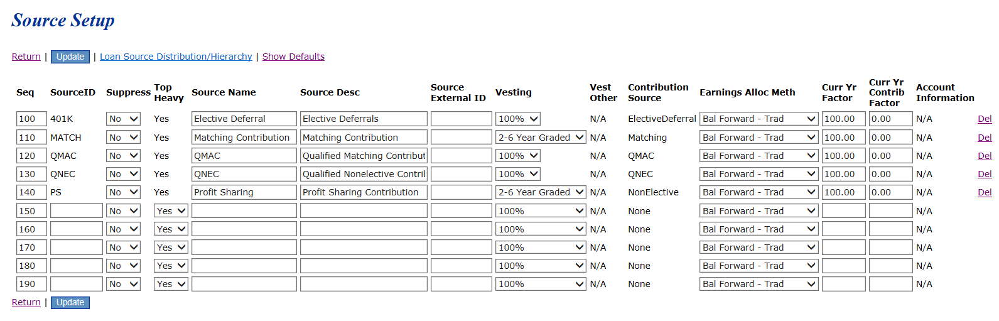 Source Setup
Return | Update | Loan Source Distribution/Hierarchy | Show Defaults
Seq SourceID Suppress Top Heavy Source Name Source Desc Source External ID Vesting Vest Other Contribution Source Earnings Alloc Meth Curr Yr Factor Curr Yr Contrib Factor Account Information
100 401K No Yes Elective Deferral Elective Deferrals 100% N/A ElectiveDeferral Bal Forward - Trad 100.00 0.00 N/A Del
110 MATCH No Yes Matching Contribution Matching Contribution 2-6 Year Graded N/A Matching Bal Forward - Trad 100.00 0.00 N/A Del
120 QMAC No Yes QMAC Qualified Matching Contribut 100% N/A QMAC Bal Forward - Trad 100.00 0.00 N/A Del
130 QNEC No Yes QNEC Qualified Nonelective Contril 100% N/A QNEC Bal Forward - Trad 100.00 0.00 N/A Del
140 PS Yes No Profit Sharing Profit Sharing Contribution 2-6 Year Graded N/A NonElective Bal Forward - Trad 100.00 0.00 N/A Del
150 No Yes 100% N/A None Bal Forward - Trad N/A
160 No Yes 100% N/A None Bal Forward - Trad N/A
170 No Yes 100% N/A None Bal Forward - Trad N/A
180 No Yes 100% N/A None Bal Forward - Trad N/A
190 No Yes 100% N/A None Bal Forward - Trad N/A
Return | Update